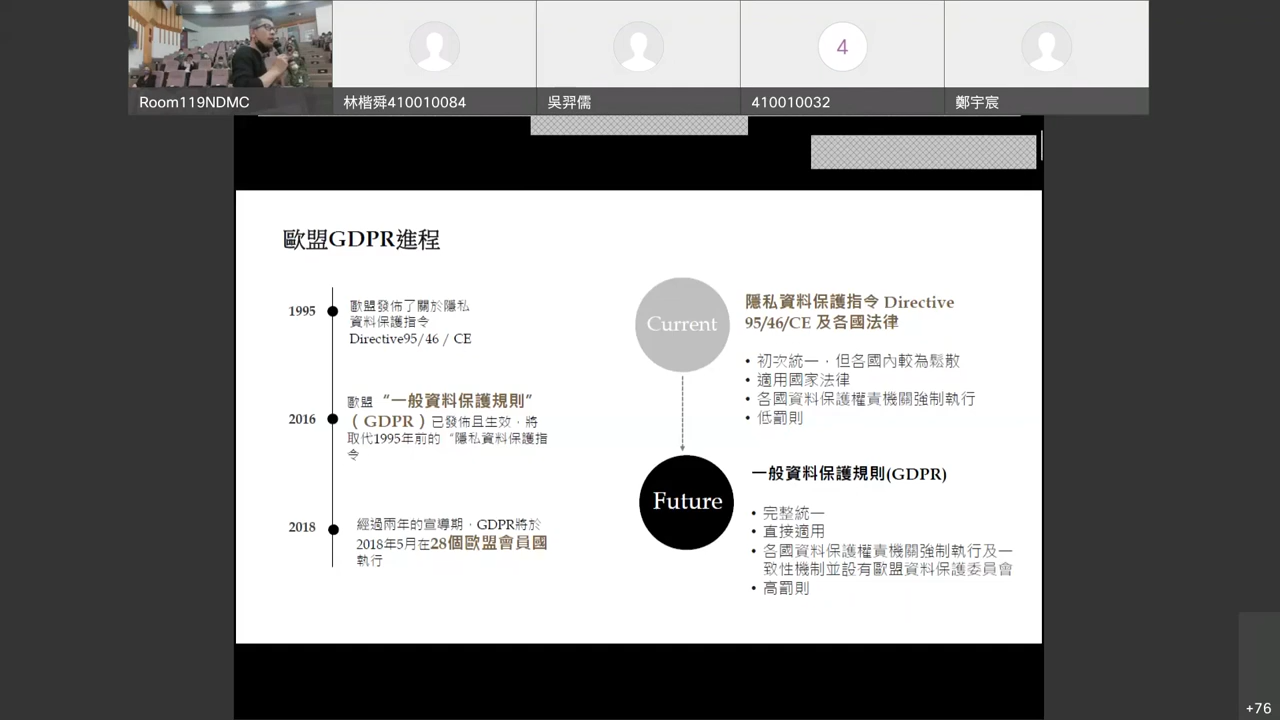 Room119NDMC
林楷舜410010084
吳羿儒
4
410010032
鄭宇宸
歐盟GDPR進程
1995
歐盟發佈了關於隱私
資料保護指令
Directive95/46 / CE
2016
歐盟 “一般資料保護規則”
（GDPR）已發佈且生效，將
取代1995年前的“隱私資料保護指
令
2018
經過兩年的宣導期，GDPR將於
2018年5月在28個歐盟會員國
執行
Current
隱私資料保護指令 Directive
95/46/CE 及各國法律
• 初次統一，但各國內較為鬆散
• 適用國家法律
• 各國資料保護權責機關強制執行
• 低罰則
Future
一般資料保護規則(GDPR)
• 完整統一
• 直接適用
• 各國資料保護權責機關強制執行及一
致性機制並設有歐盟資料保護委員會
• 高罰則
+76